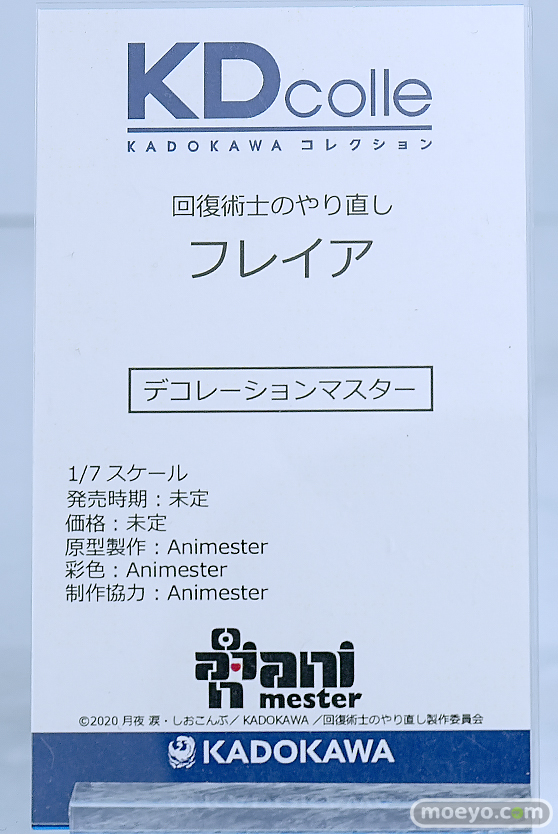 KDcolle
KADOKAWA コレクション
回復術士のやり直し
フレイア
デコレーションマスター
1/7 スケール
発売時期：未定
価格：未定
原型製作：Animester
彩色：Animester
制作協力：Animester
ani
mester
©2020 月夜 涙・しおこんぶ／ KADOKAWA ／回復術士のやり直し製作委員会
KADOKAWA
moeyo.com